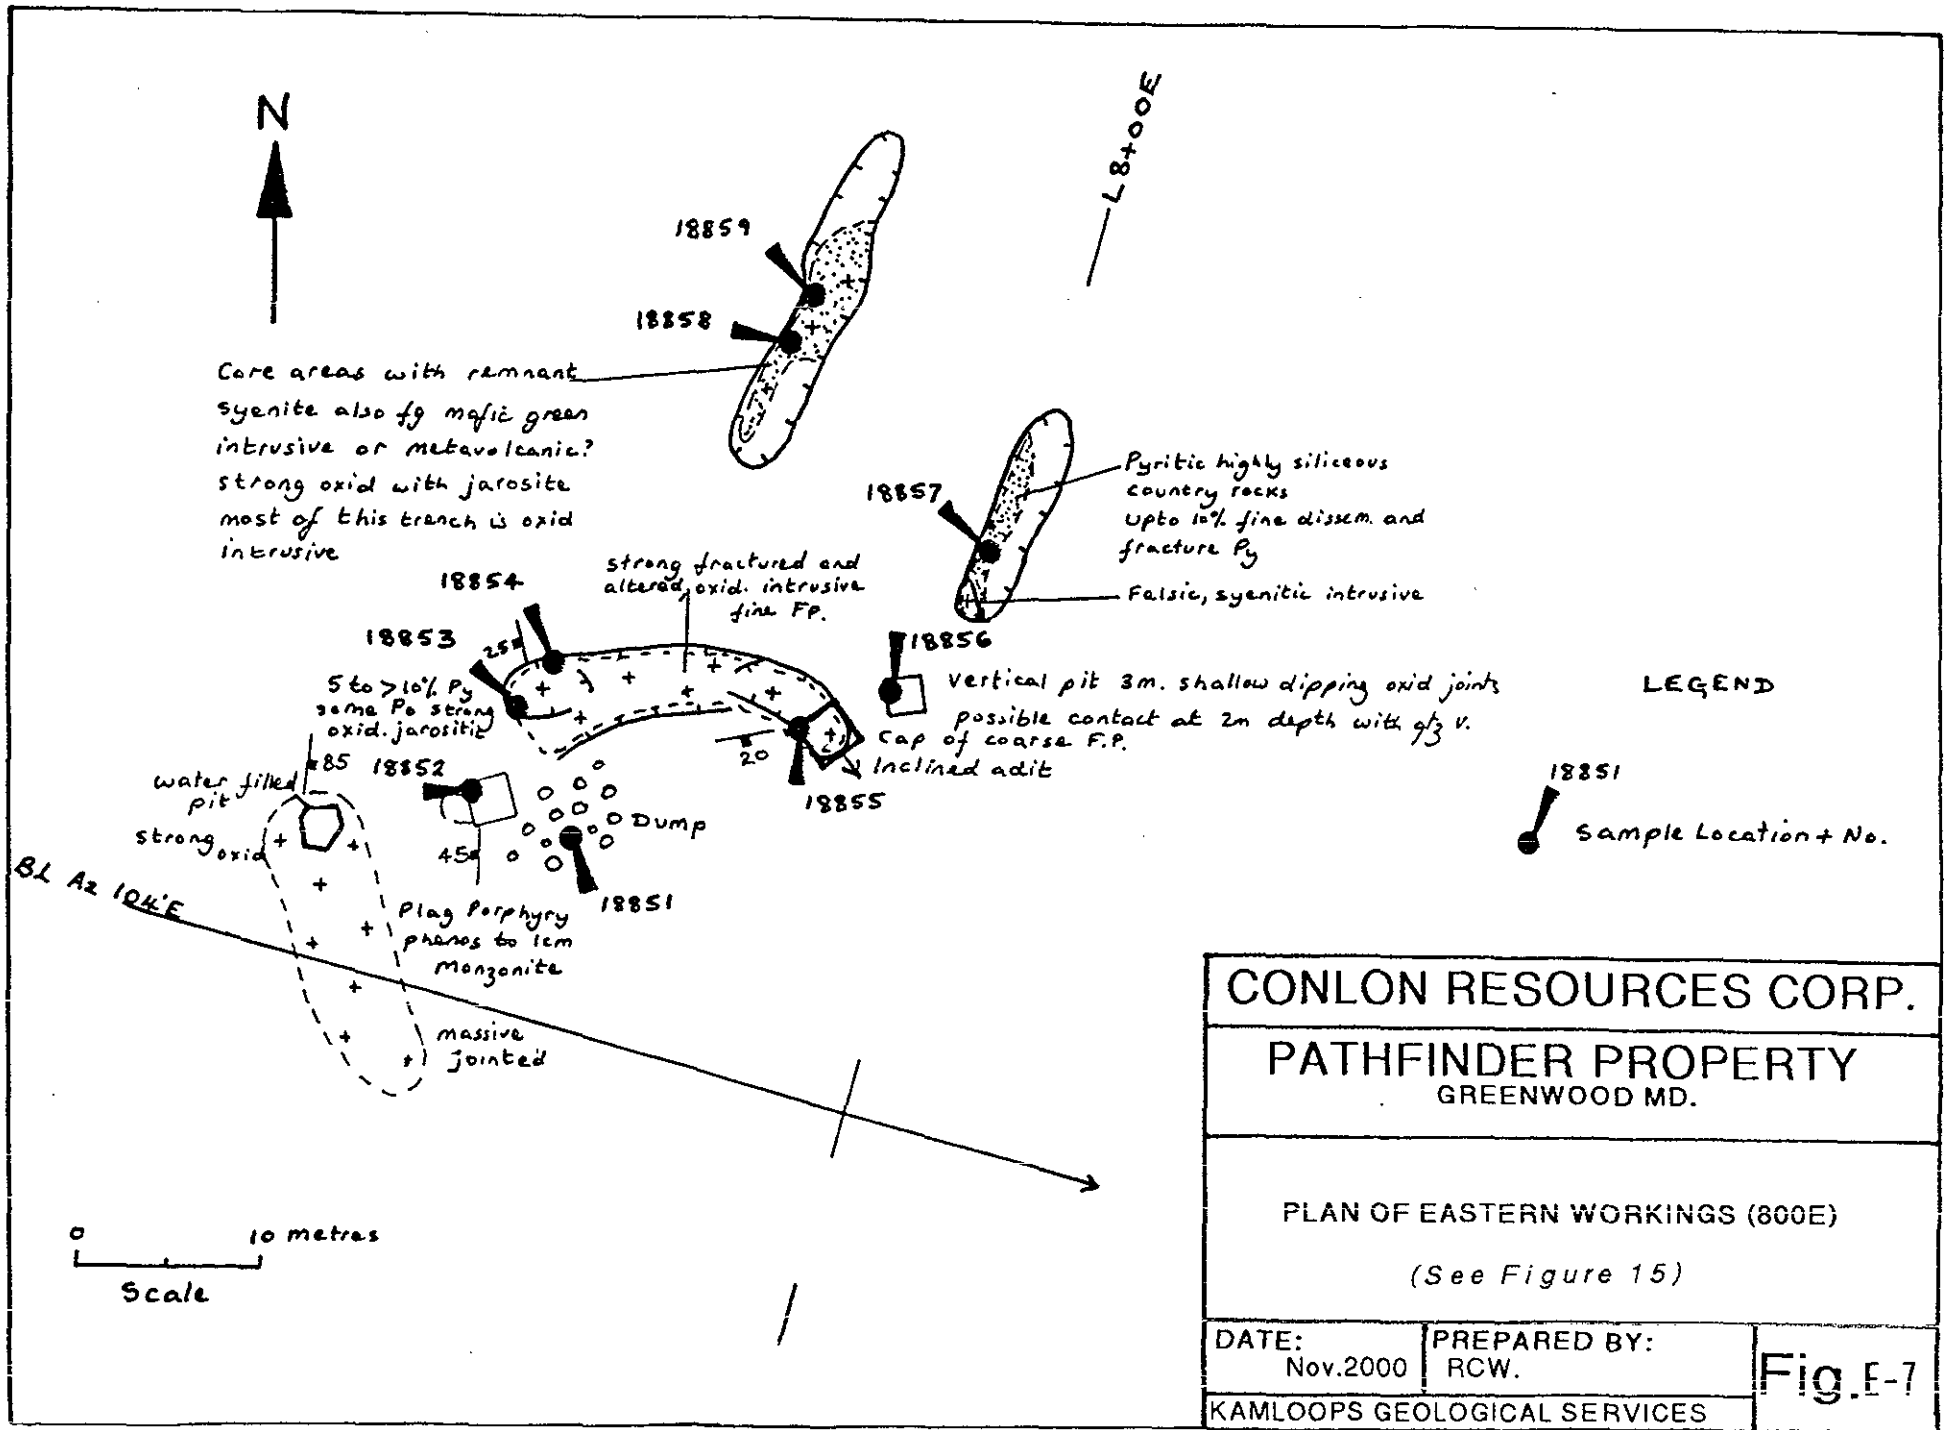 N
L8+00E
18859
18858
Core areas with remnant
syenite also fg mafic green
intrusive or metavolcanic?
strong oxid with jarosite
most of this trench is oxid
intrusive
18857
Pyritic highly siliceous
country rocks
upto 10% fine dissem. and
fracture Py
Falsic, syenitic intrusive
strong fractured and
altered, oxid. intrusive
fine FP.
18854
18853
25
5 to >10% Py
some Po strong
oxid. jarositic
18856
Vertical pit 3m. shallow dipping oxid joints
possible contact at 2m depth with q/z v.
Cap of coarse F.P.
Inclined adit
20
18855
LEGEND
18851
Sample Location + No.
85
18852
water filled
pit
strong
oxid
45
Dump
18851
BL Az 104°E
Plag Porphyry
phenos to 1cm
Monzonite
massive
jointed
0 10 metres
Scale
CONLON RESOURCES CORP.
PATHFINDER PROPERTY
GREENWOOD MD.
PLAN OF EASTERN WORKINGS (800E)
(See Figure 15)
DATE:
Nov.2000
PREPARED BY:
RCW.
Fig.E-7
KAMLOOPS GEOLOGICAL SERVICES